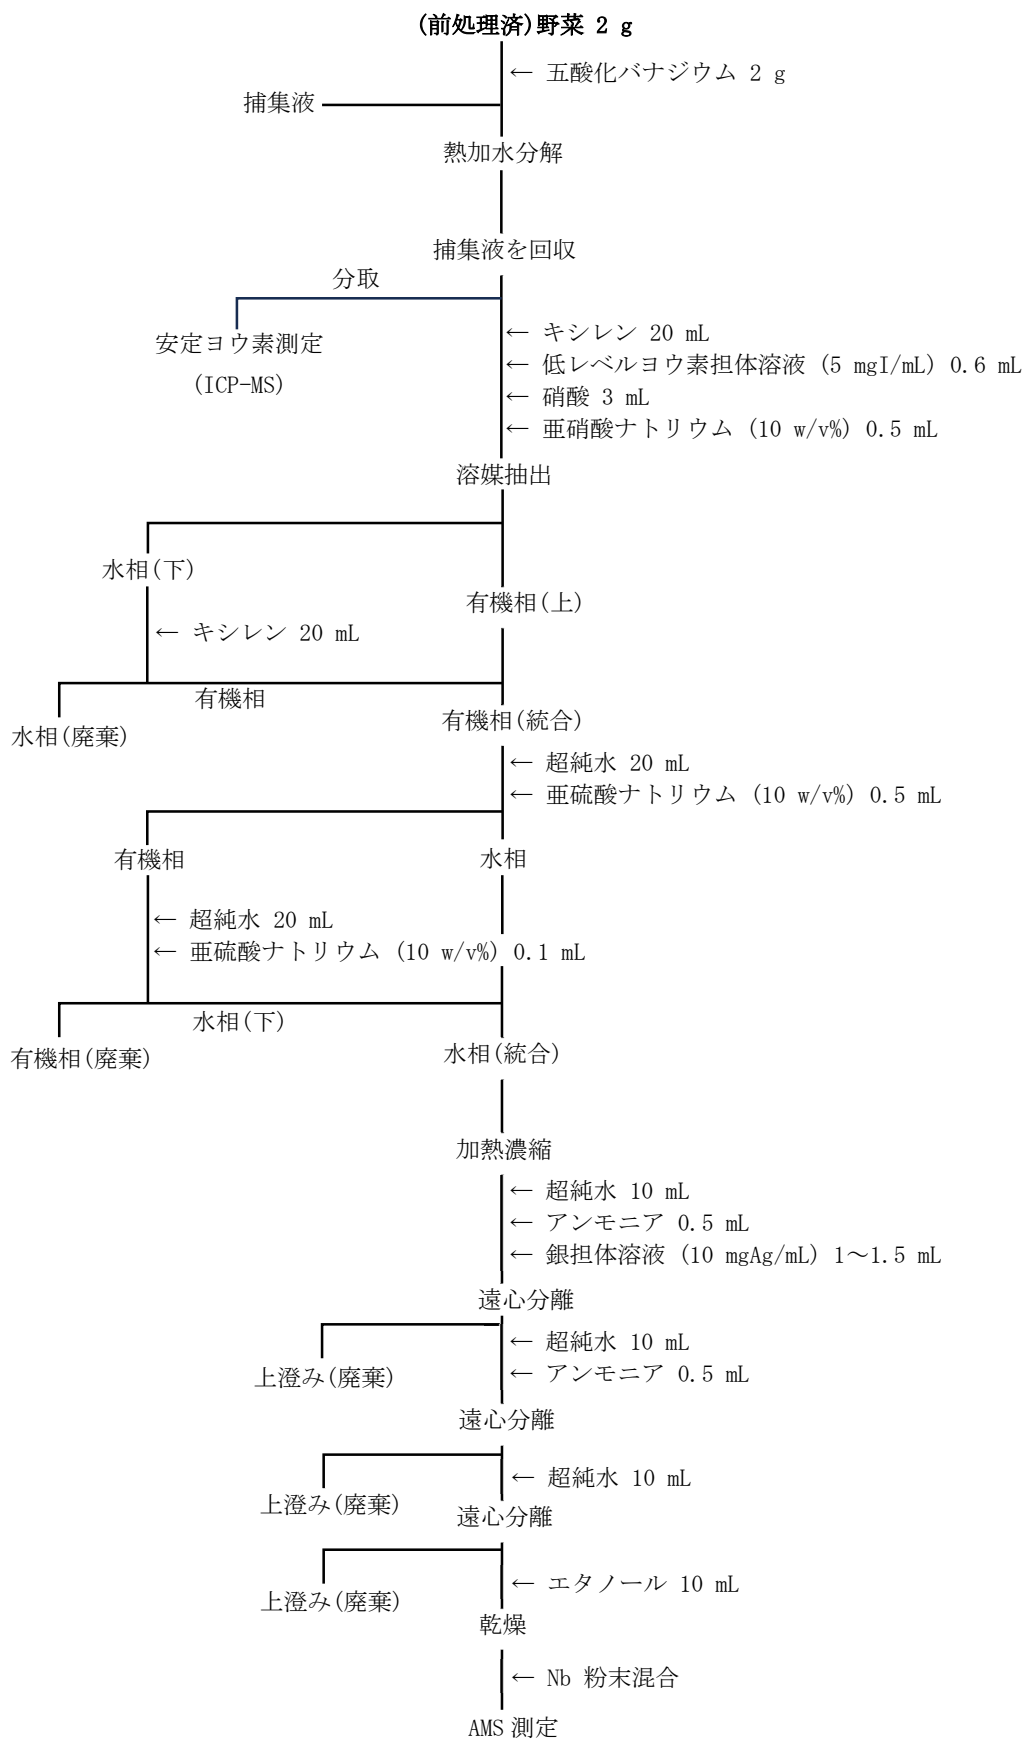 (前処理済)野菜 2 g
← 五酸化バナジウム 2 g
捕集液
熱加水分解
捕集液を回収
分取
安定ヨウ素測定
(ICP-MS)
← キシレン 20 mL
← 低レベルヨウ素担体溶液 (5 mgI/mL) 0.6 mL
← 硝酸 3 mL
← 亜硝酸ナトリウム (10 w/v%) 0.5 mL
溶媒抽出
水相(下)
有機相(上)
← キシレン 20 mL
有機相
水相(廃棄)
有機相(統合)
← 超純水 20 mL
← 亜硫酸ナトリウム (10 w/v%) 0.5 mL
有機相
水相
← 超純水 20 mL
← 亜硫酸ナトリウム (10 w/v%) 0.1 mL
水相(下)
有機相(廃棄)
水相(統合)
加熱濃縮
← 超純水 10 mL
← アンモニア 0.5 mL
← 銀担体溶液 (10 mgAg/mL) 1～1.5 mL
遠心分離
← 超純水 10 mL
← アンモニア 0.5 mL
上澄み(廃棄)
遠心分離
← 超純水 10 mL
上澄み(廃棄)
遠心分離
← エタノール 10 mL
上澄み(廃棄)
乾燥
← Nb 粉末混合
AMS 測定